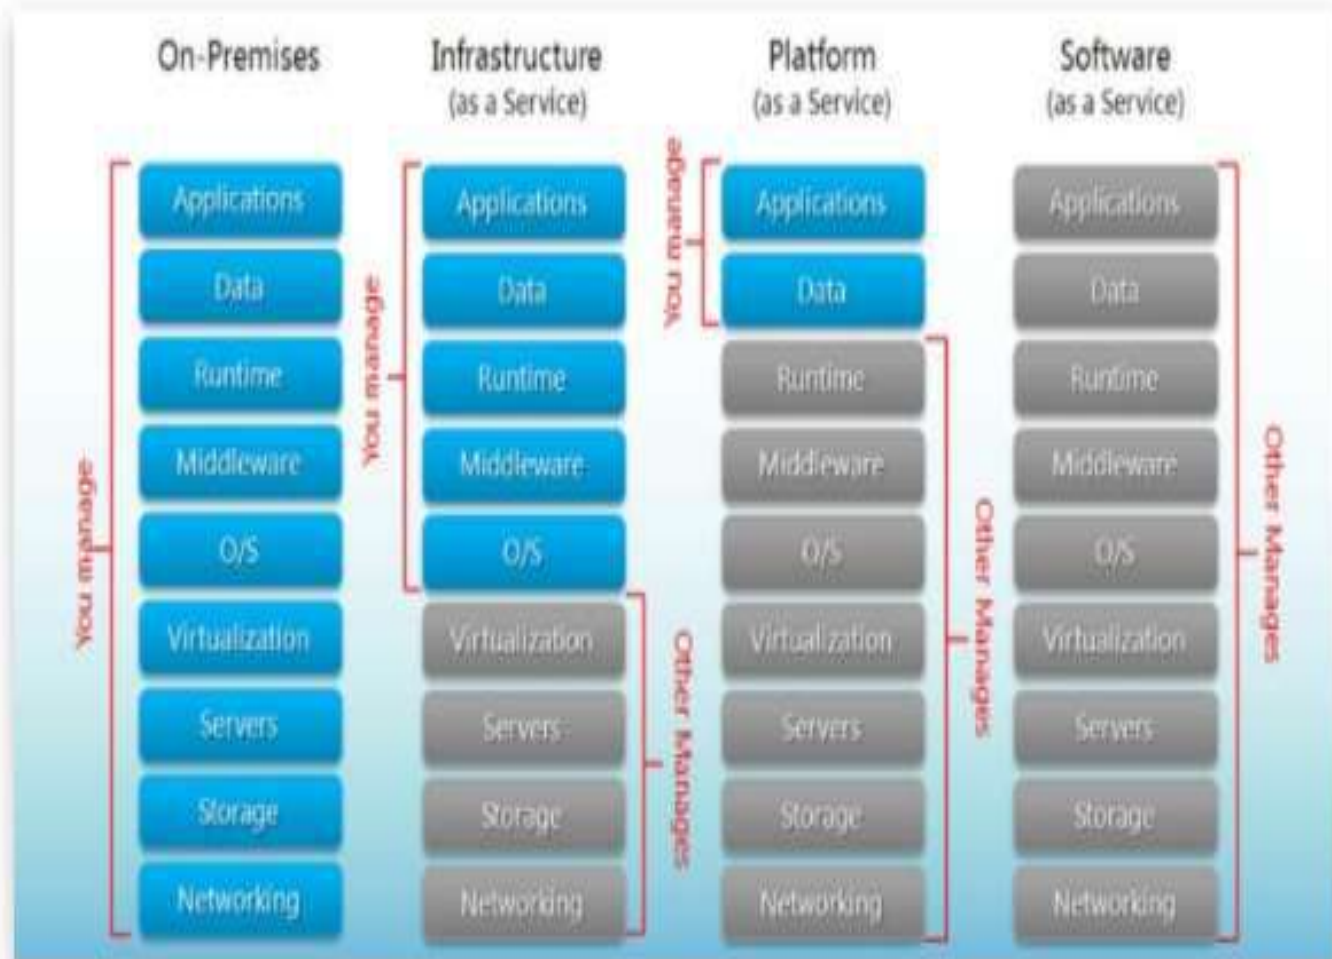 On-Premises
Infrastructure
(as a Service)
Platform
(as a Service)
Software
(as a Service)
You manage
Applications
Data
Runtime
Middleware
O/S
Virtualization
Servers
Storage
Networking
You manage
Applications
Data
Runtime
Middleware
O/S
Virtualization
Servers
Storage
Networking
Other Manages
You manage
Applications
Data
Runtime
Middleware
O/S
Virtualization
Servers
Storage
Networking
Other Manages
Applications
Data
Runtime
Middleware
O/S
Virtualization
Servers
Storage
Networking
Other Manages